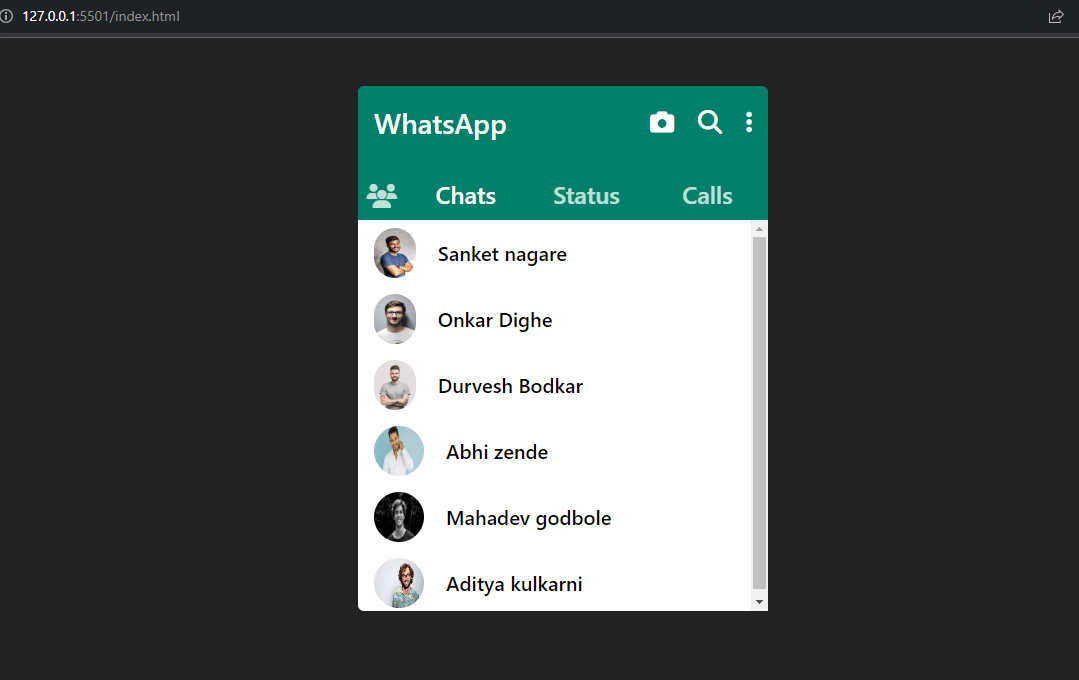 127.0.0.1:5501/index.html
WhatsApp
Chats Status Calls
Sanket nagare
Onkar Dighe
Durvesh Bodkar
Abhi zende
Mahadev godbole
Aditya kulkarni